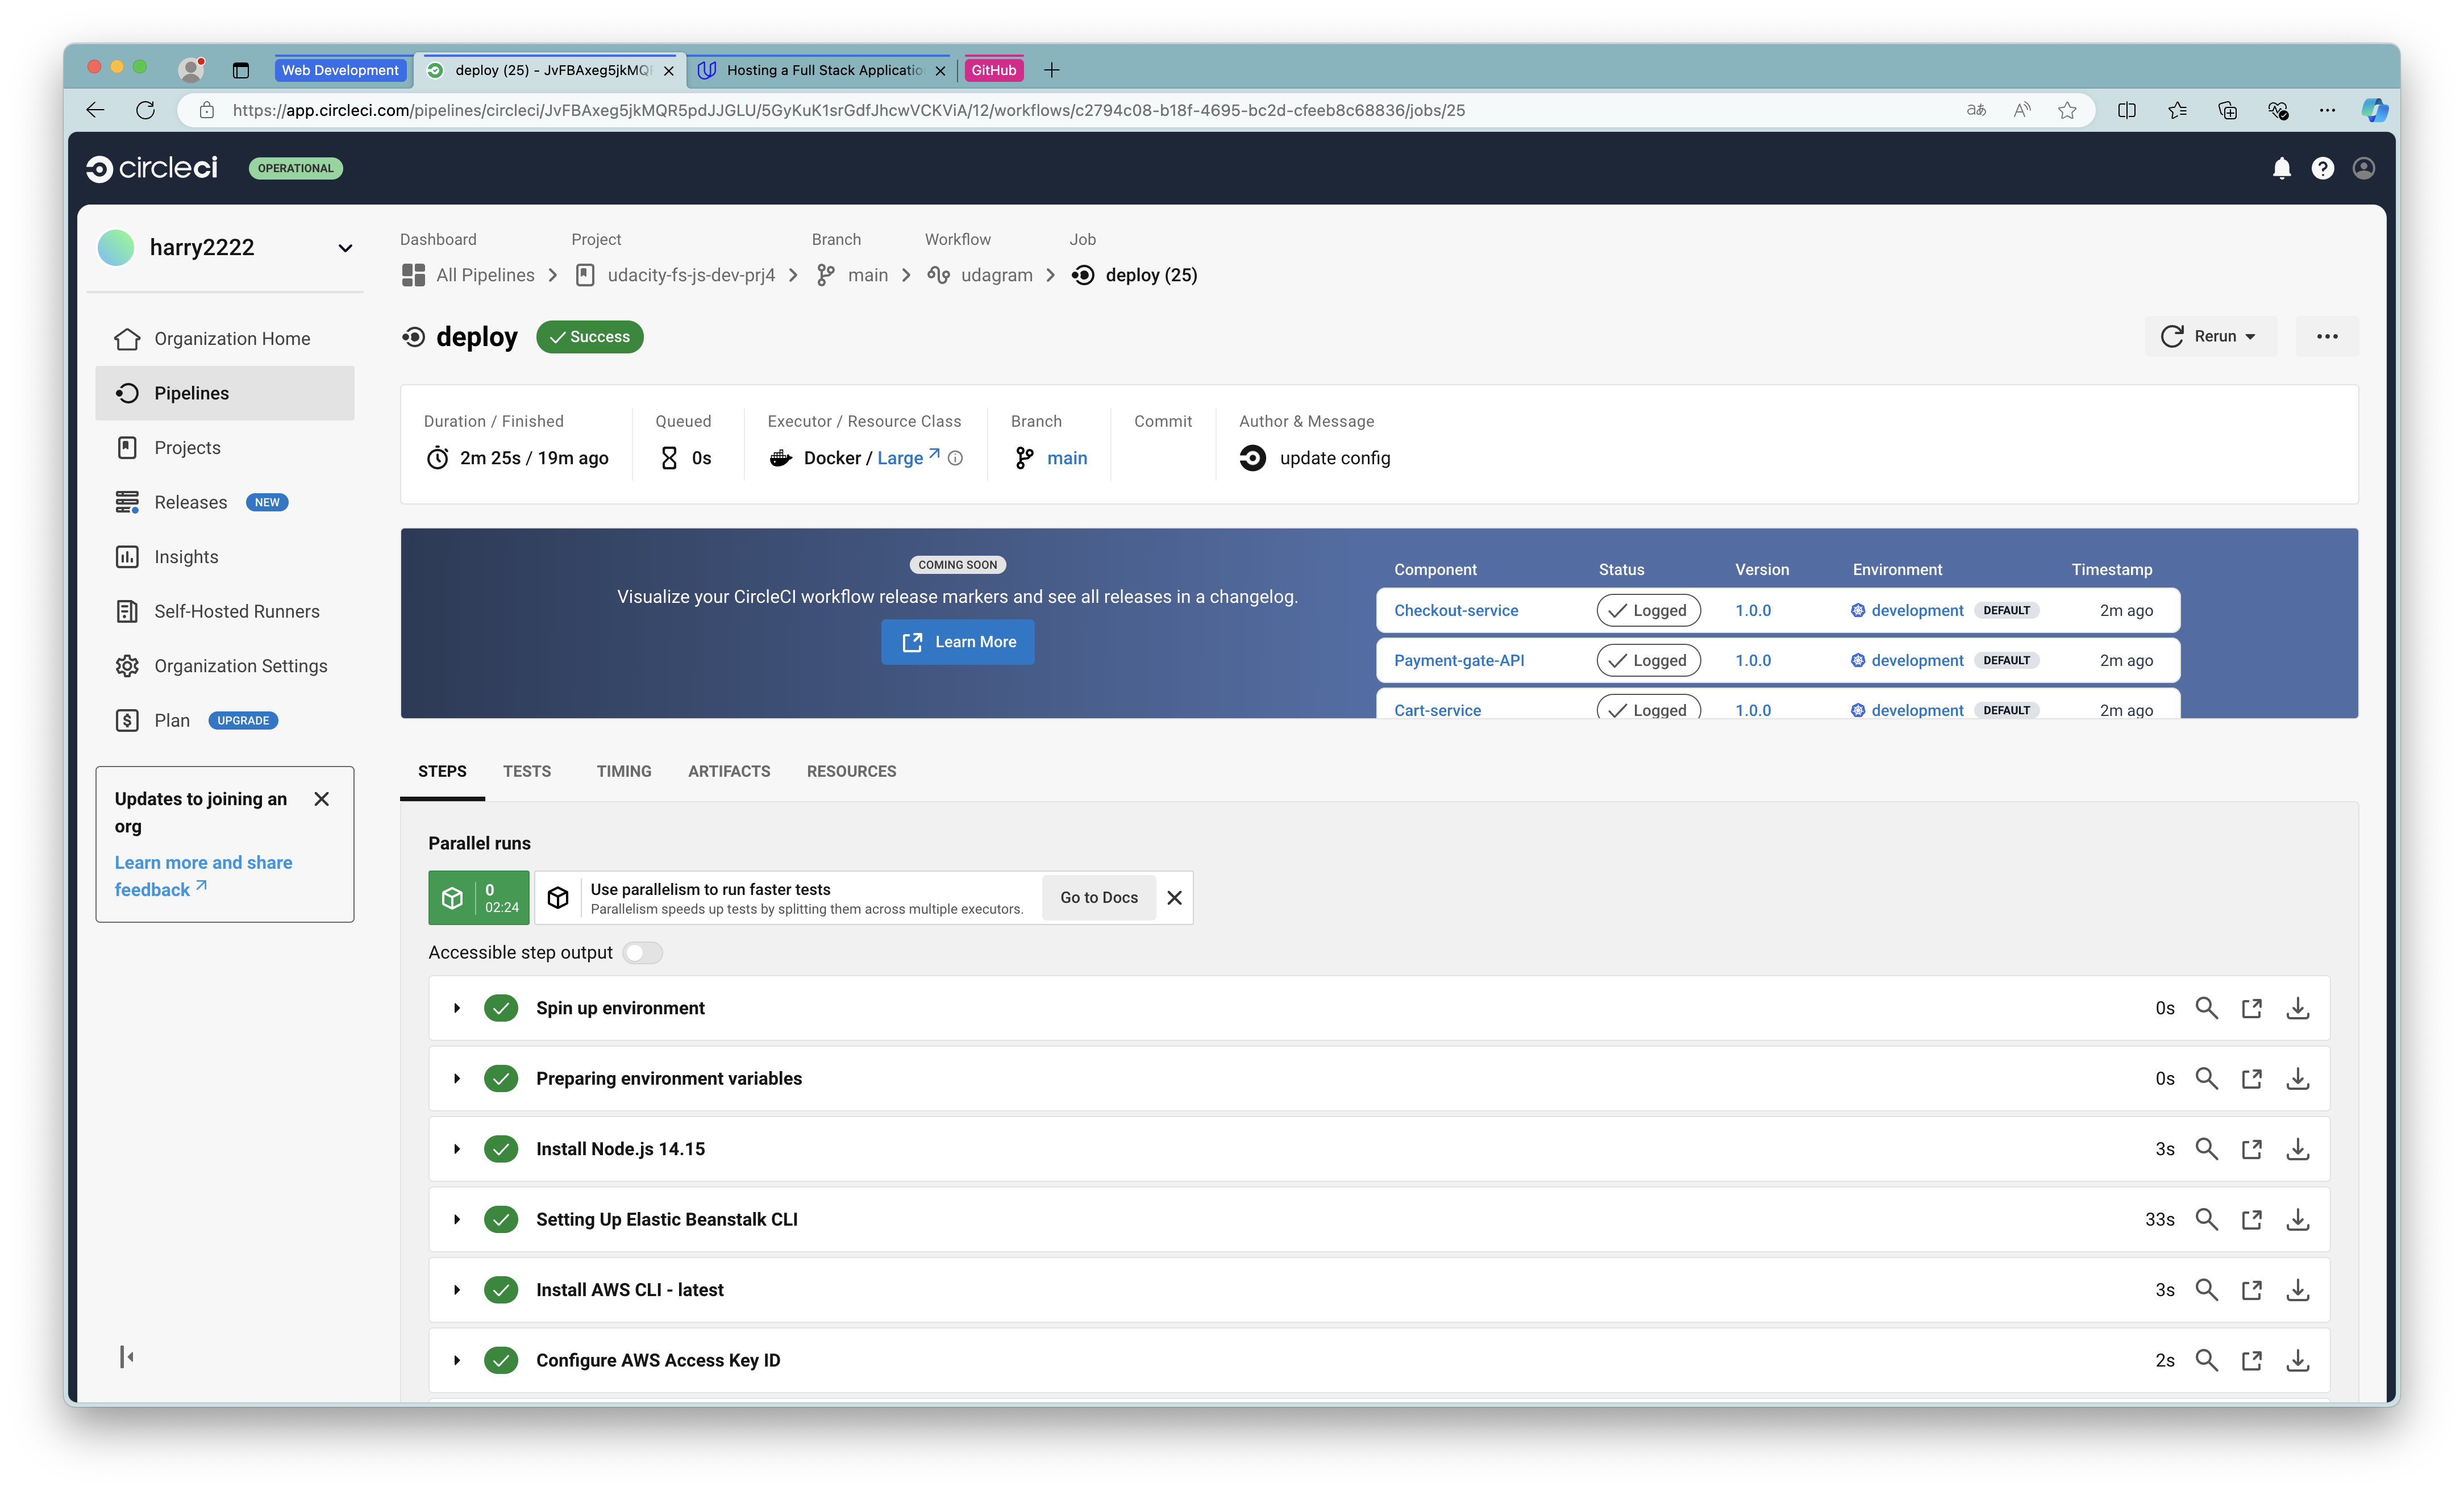 Web Development
deploy (25) - JvFBAxeg5jkMQ
Hosting a Full Stack Applicatio
GitHub
https://app.circleci.com/pipelines/circleci/JvFBAxeg5jkMQR5pdJJGLU/5GyKuK1srGdfJhcwVCKViA/12/workflows/c2794c08-b18f-4695-bc2d-cfeeb8c68836/jobs/25
circleci
OPERATIONAL
harry2222
Organization Home
Pipelines
Projects
Releases NEW
Insights
Self-Hosted Runners
Organization Settings
Plan UPGRADE
Updates to joining an
org
Learn more and share
feedback
Dashboard Project Branch Workflow Job
All Pipelines udacity-fs-js-dev-prj4 main udagram deploy (25)
deploy Success
Rerun
Duration / Finished Queued Executor / Resource Class Branch Commit Author & Message
2m 25s / 19m ago 0s Docker / Large main update config
COMING SOON
Visualize your CircleCI workflow release markers and see all releases in a changelog.
Learn More
Component Status Version Environment Timestamp
Checkout-service Logged 1.0.0 development DEFAULT 2m ago
Payment-gate-API Logged 1.0.0 development DEFAULT 2m ago
Cart-service Logged 1.0.0 development DEFAULT 2m ago
STEPS TESTS TIMING ARTIFACTS RESOURCES
Parallel runs
0
02:24
Use parallelism to run faster tests
Parallelism speeds up tests by splitting them across multiple executors.
Go to Docs
Accessible step output
Spin up environment 0s
Preparing environment variables 0s
Install Node.js 14.15 3s
Setting Up Elastic Beanstalk CLI 33s
Install AWS CLI - latest 3s
Configure AWS Access Key ID 2s